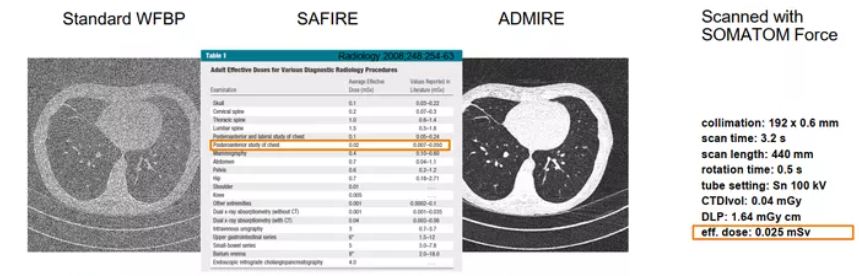 Standard WFBP
SAFIRE
ADMIRE
Scanned with
SOMATOM Force
Table 1
Radiology 2008;248:254-63
Adult Effective Doses for Various Diagnostic Radiology Procedures
Examination
Average Effective
Dose (mSv)
Values Reported in
Literature (mSv)
Skull 0.1 0.03–0.22
Cervical spine 0.2 0.07–0.3
Thoracic spine 1.0 0.6–1.4
Lumbar spine 1.5 0.5–1.8
Posteroanterior and lateral study of chest 0.1 0.05–0.24
Posteroanterior study of chest 0.02 0.007–0.050
Mammography 0.4 0.10–0.60
Abdomen 0.7 0.04–1.1
Pelvis 0.6 0.2–1.2
Hip 0.7 0.18–2.71
Shoulder 0.01
Knee 0.005
Other extremities 0.001 0.0002–0.1
Dual x-ray absorptiometry (without CT) 0.001 0.001–0.035
Dual x-ray absorptiometry (with CT) 0.04 0.003–0.06
Intravenous urography 3 0.7–3.7
Upper gastrointestinal series 6* 1.5–12
Small-bowel series 5 3.0–7.8
Barium enema 8* 2.0–18.0
Endoscopic retrograde cholangiopancreatography 4.0
collimation: 192 x 0.6 mm
scan time: 3.2 s
scan length: 440 mm
rotation time: 0.5 s
tube setting: Sn 100 kV
CTDIvol: 0.04 mGy
DLP: 1.64 mGy cm
eff. dose: 0.025 mSv